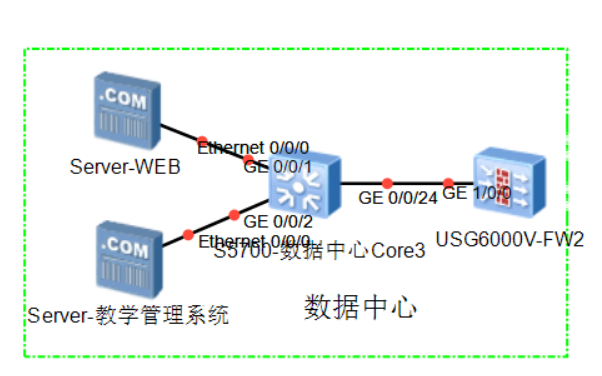 .COM
Ethernet 0/0/0
Server-WEB
GE 0/0/1
GE 0/0/24
GE 1/0/0
GE 0/0/2
.COM
Ethernet 0/0/0
S5700-数据中心Core3
USG6000V-FW2
Server-教学管理系统
数据中心